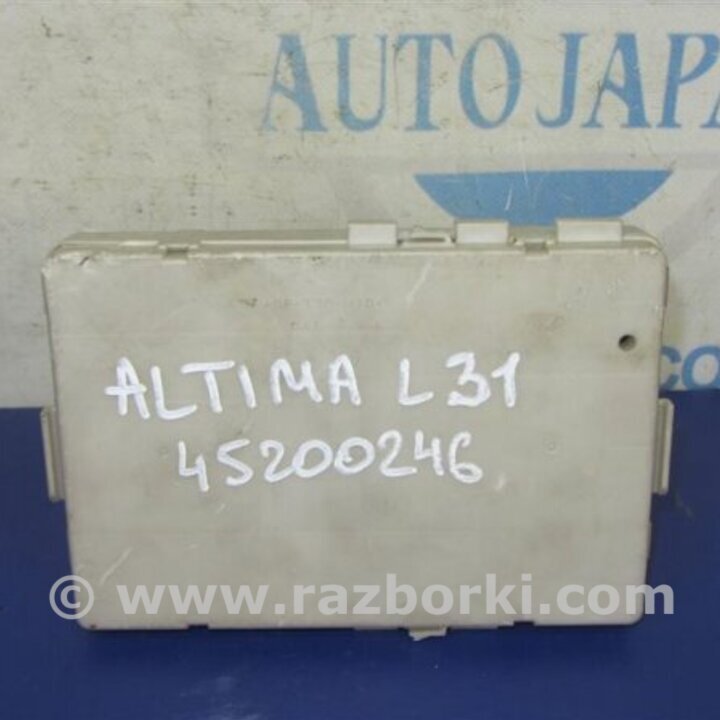 AUTO JAPA
co
ALTIMA L31
45200246
© www.razborki.com